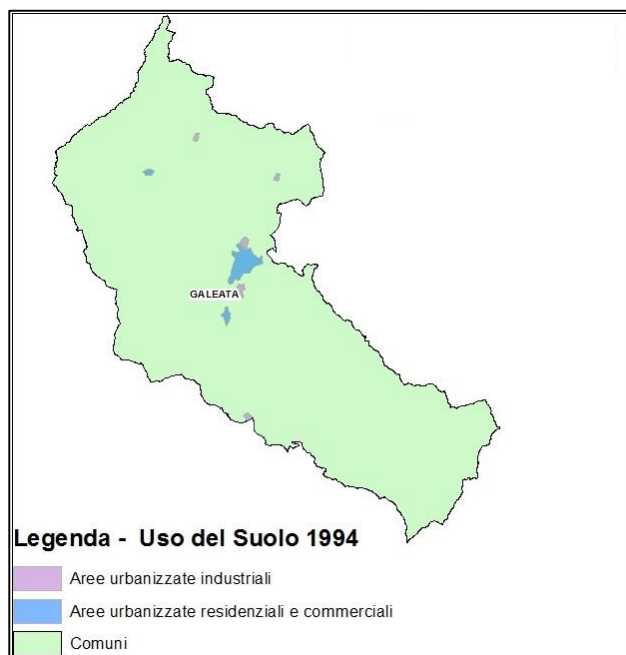 GALEATA
Legenda - Uso del Suolo 1994
Aree urbanizzate industriali
Aree urbanizzate residenziali e commerciali
Comuni